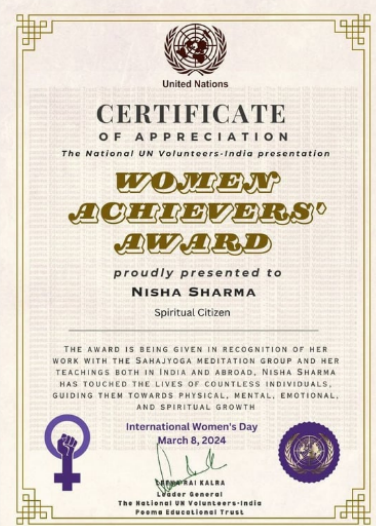 United Nations
CERTIFICATE
OF APPRECIATION
The National UN Volunteers-India presentation
WOMEN
ACHIEVERS'
AWARD
proudly presented to
NISHA SHARMA
Spiritual Citizen
THE AWARD IS BEING GIVEN IN RECOGNITION OF HER
WORK WITH THE SAHAJYOGA MEDITATION GROUP AND HER
TEACHINGS BOTH IN INDIA AND ABROAD, NISHA SHARMA
HAS TOUCHED THE LIVES OF COUNTLESS INDIVIDUALS,
GUIDING THEM TOWARDS PHYSICAL, MENTAL, EMOTIONAL,
AND SPIRITUAL GROWTH
International Women's Day
March 8, 2024
RAI KALRA
Leader General
The National UN Volunteers-India
Poema Educational Trust